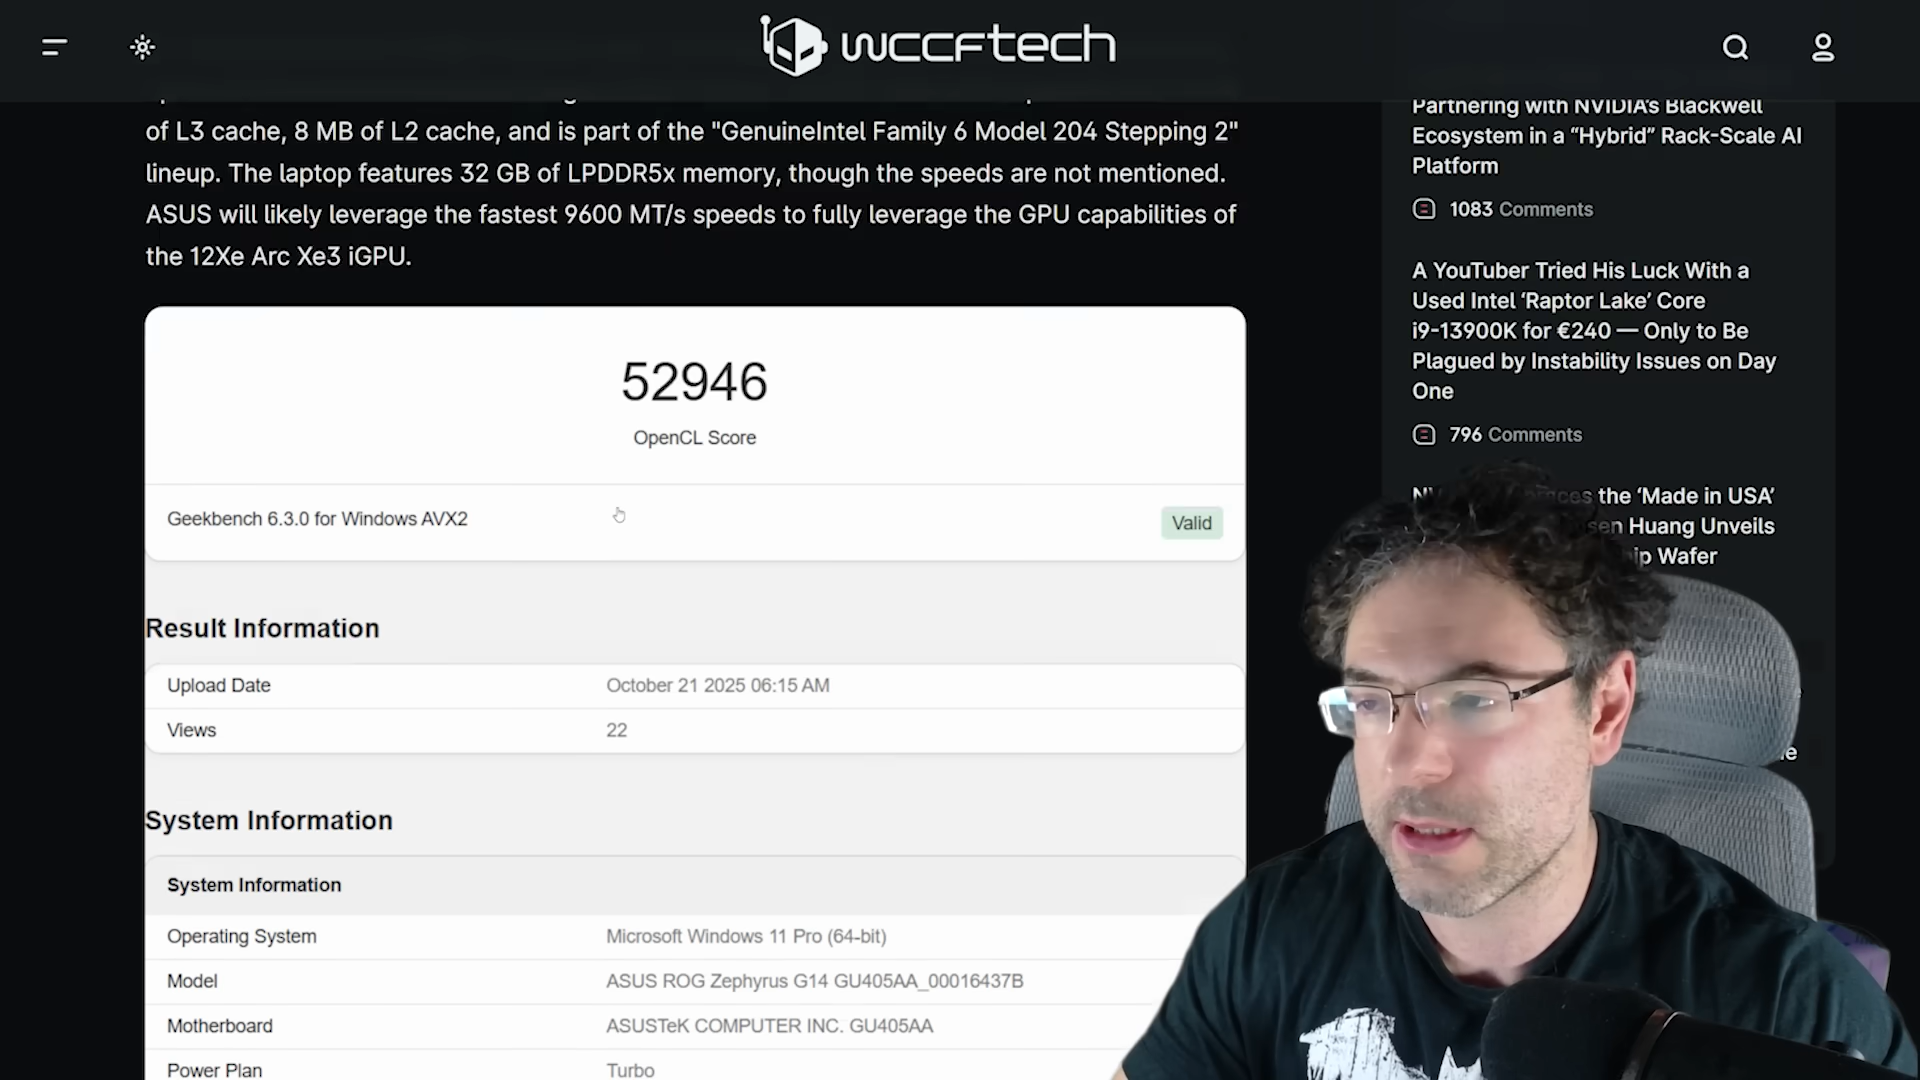 wccftech
of L3 cache, 8 MB of L2 cache, and is part of the "GenuineIntel Family 6 Model 204 Stepping 2"
lineup. The laptop features 32 GB of LPDDR5x memory, though the speeds are not mentioned.
ASUS will likely leverage the fastest 9600 MT/s speeds to fully leverage the GPU capabilities of
the 12Xe Arc Xe3 iGPU.
52946
OpenCL Score
Geekbench 6.3.0 for Windows AVX2
Valid
Result Information
Upload Date October 21 2025 06:15 AM
Views 22
System Information
System Information
Operating System Microsoft Windows 11 Pro (64-bit)
Model ASUS ROG Zephyrus G14 GU405AA_00016437B
Motherboard ASUSTeK COMPUTER INC. GU405AA
Power Plan Turbo
Partnering with NVIDIA's Blackwell
Ecosystem in a “Hybrid” Rack-Scale AI
Platform
1083 Comments
A YouTuber Tried His Luck With a
Used Intel ‘Raptor Lake’ Core
i9-13900K for €240 — Only to Be
Plagued by Instability Issues on Day
One
796 Comments
the ‘Made in USA’
Huang Unveils
Wafer